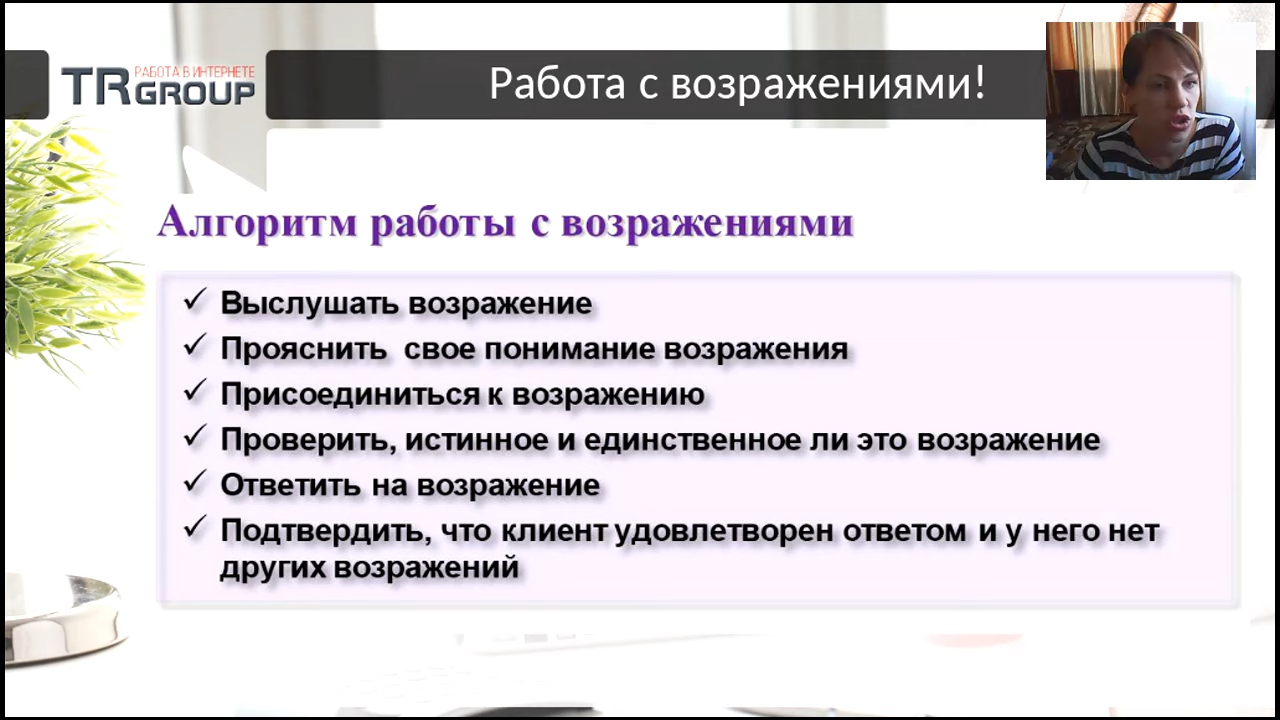 TR GROUP
РАБОТА В ИНТЕРНЕТЕ
Работа с возражениями!
Алгоритм работы с возражениями
Выслушать возражение
Прояснить свое понимание возражения
Присоединиться к возражению
Проверить, истинное и единственное ли это возражение
Ответить на возражение
Подтвердить, что клиент удовлетворен ответом и у него нет
других возражений